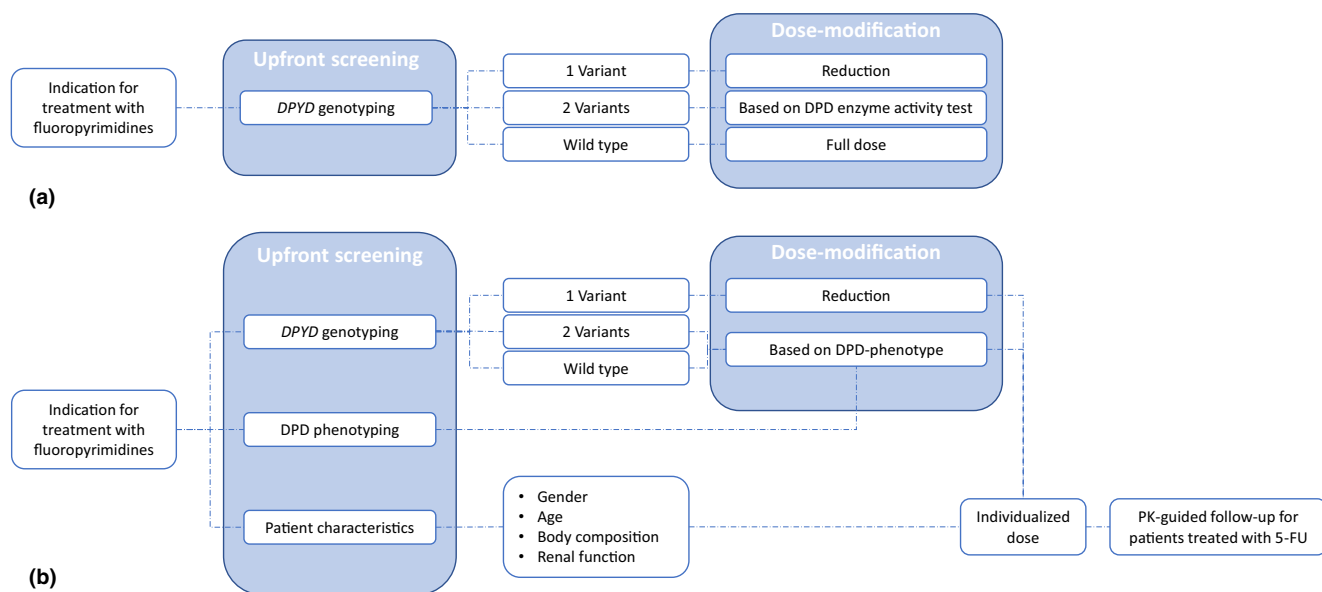 Upfront screening
Dose-modification
Indication for
treatment with
fluoropyrimidines
DPYD genotyping
1 Variant
Reduction
2 Variants
Based on DPD enzyme activity test
Wild type
Full dose
(a)
Upfront screening
Dose-modification
DPYD genotyping
1 Variant
Reduction
2 Variants
Based on DPD-phenotype
Wild type
Indication for
treatment with
fluoropyrimidines
DPD phenotyping
Patient characteristics
• Gender
• Age
• Body composition
• Renal function
Individualized
dose
PK-guided follow-up for
patients treated with 5-FU
(b)